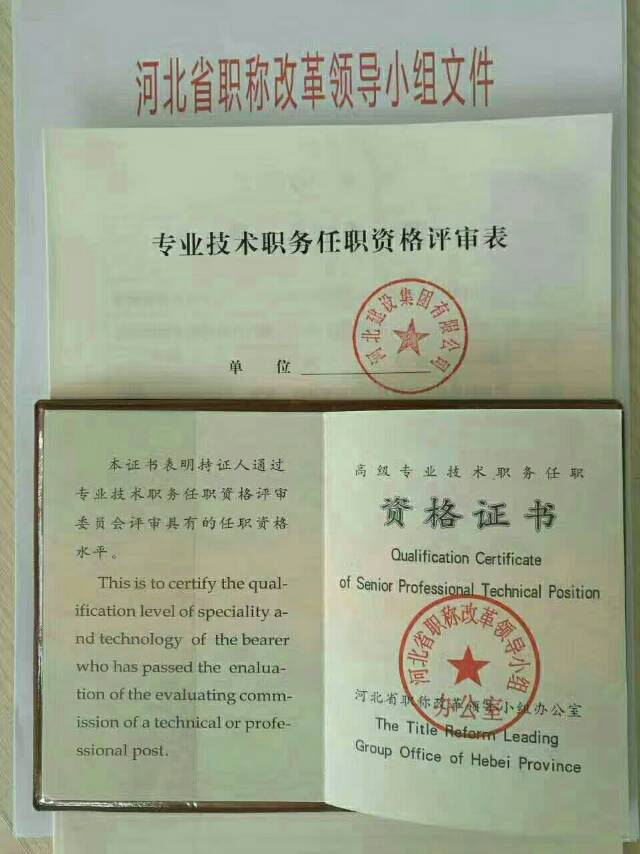 河北省职称改革领导小组文件
专业技术职务任职资格评审表
河北建设集团有限公司
单 位
本证书表明持证人通过
专业技术职务任职资格评审
委员会评审具有的任职资格
水平。
This is to certify the qual-
ification level of speciality a-
nd technology of the bearer
who has passed the enalua-
tion of the evaluating comm-
ission of a technical or profe-
ssional post.
高级专业技术职务任职
资格证书
Qualification Certificate
of Senior Professional Technical Position
河北省职称改革领导小组
办公室
河北省职称改革领导小组办公室
The Title Reform Leading
Group Office of Hebei Province